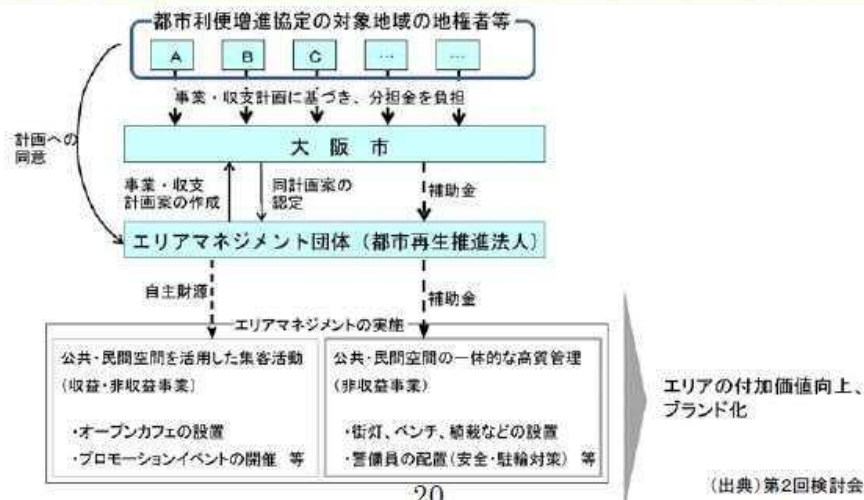 都市利便増進協定の対象地域の地権者等
A B C … …
事業・収支計画に基づき、分担金を負担
計画への
同意
大 阪 市
事業・収支
計画案の作成
同計画案の
認定
補助金
エリアマネジメント団体（都市再生推進法人）
自主財源
補助金
エリアマネジメントの実施
公共・民間空間を活用した集客活動
（収益・非収益事業）
・オープンカフェの設置
・プロモーションイベントの開催 等
公共・民間空間の一体的な高質管理
（非収益事業）
・街灯、ベンチ、植栽などの設置
・警備員の配置（安全・駐輪対策） 等
エリアの付加価値向上、
ブランド化
20
（出典）第2回検討会